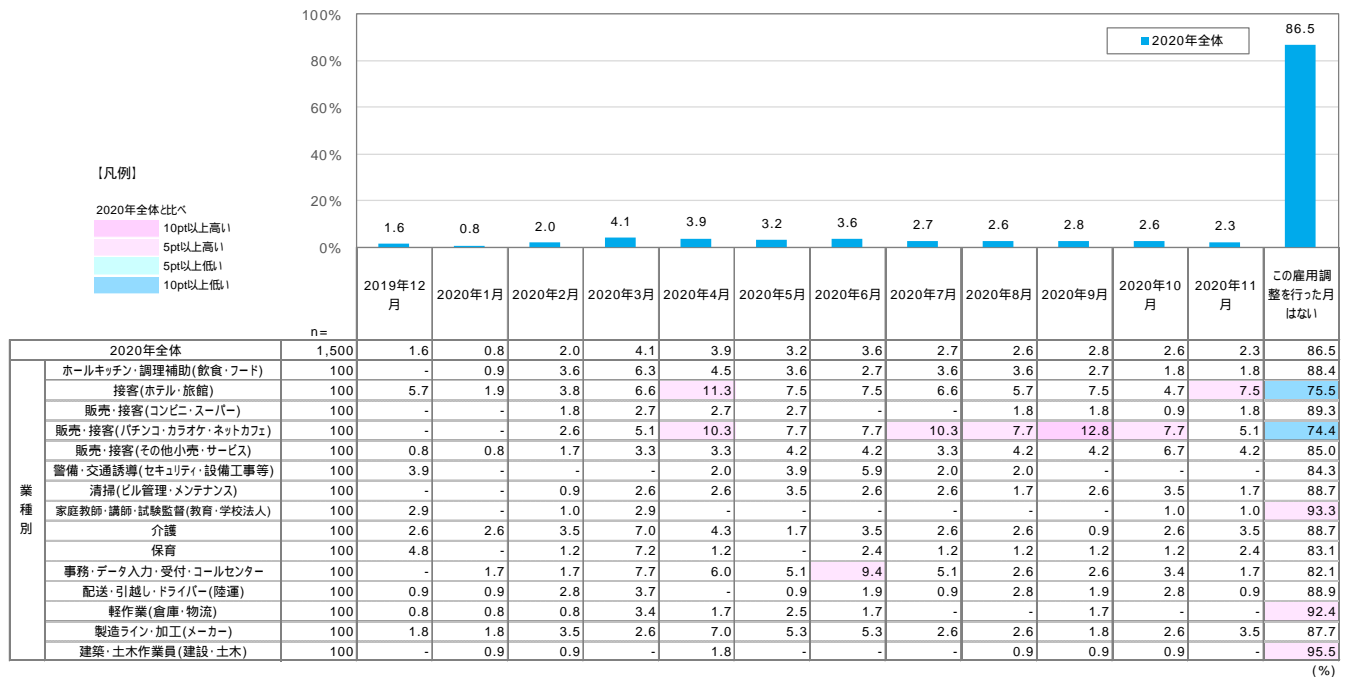 100%
80%
60%
40%
20%
0%
■2020年全体
1.6 0.8 2.0 4.1 3.9 3.2 3.6 2.7 2.6 2.8 2.6 2.3 86.5
【凡例】
2020年全体と比べ
10pt以上高い
5pt以上高い
5pt以上低い
10pt以上低い
n=
2019年12月 2020年1月 2020年2月 2020年3月 2020年4月 2020年5月 2020年6月 2020年7月 2020年8月 2020年9月 2020年10月 2020年11月 この雇用調整を行った月はない
2020年全体 1,500 1.6 0.8 2.0 4.1 3.9 3.2 3.6 2.7 2.6 2.8 2.6 2.3 86.5
業種別
ホールキッチン・調理補助(飲食・フード) 100 - 0.9 3.6 6.3 4.5 3.6 2.7 3.6 3.6 2.7 1.8 1.8 88.4
接客(ホテル・旅館) 100 5.7 1.9 3.8 6.6 11.3 7.5 7.5 6.6 5.7 7.5 4.7 7.5 75.5
販売・接客(コンビニ・スーパー) 100 - - 1.8 2.7 2.7 2.7 - - 1.8 1.8 0.9 1.8 89.3
販売・接客(パチンコ・カラオケ・ネットカフェ) 100 - - 2.6 5.1 10.3 7.7 7.7 10.3 7.7 12.8 7.7 5.1 74.4
販売・接客(その他小売・サービス) 100 0.8 0.8 1.7 3.3 3.3 4.2 4.2 3.3 4.2 4.2 6.7 4.2 85.0
警備・交通誘導(セキュリティ・設備工事等) 100 3.9 - - - 2.0 3.9 5.9 2.0 2.0 - - - 84.3
清掃(ビル管理・メンテナンス) 100 - - 0.9 2.6 2.6 3.5 2.6 2.6 1.7 2.6 3.5 1.7 88.7
家庭教師・講師・試験監督(教育・学校法人) 100 2.9 - 1.0 2.9 - - - - - - 1.0 1.0 93.3
介護 100 2.6 2.6 3.5 7.0 4.3 1.7 3.5 2.6 2.6 0.9 2.6 3.5 88.7
保育 100 4.8 - 1.2 7.2 1.2 - 2.4 1.2 1.2 1.2 1.2 2.4 83.1
事務・データ入力・受付・コールセンター 100 - 1.7 1.7 7.7 6.0 5.1 9.4 5.1 2.6 2.6 3.4 1.7 82.1
配送・引越し・ドライバー(陸運) 100 0.9 0.9 2.8 3.7 - 0.9 1.9 0.9 2.8 1.9 2.8 0.9 88.9
軽作業(倉庫・物流) 100 0.8 0.8 0.8 3.4 1.7 2.5 1.7 - - 1.7 - - 92.4
製造ライン・加工(メーカー) 100 1.8 1.8 3.5 2.6 7.0 5.3 5.3 2.6 2.6 1.8 2.6 3.5 87.7
建築・土木作業員(建設・土木) 100 - 0.9 0.9 - 1.8 - - - 0.9 0.9 0.9 - 95.5
(%)